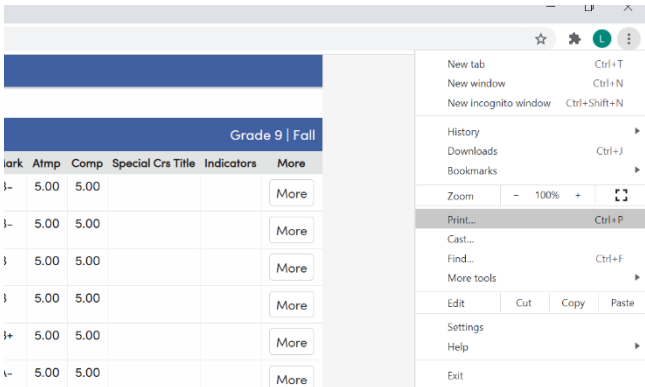 L
New tab Ctrl+T
New window Ctrl+N
New incognito window Ctrl+Shift+N
History
Downloads Ctrl+J
Bookmarks
Zoom - 100% +
Print... Ctrl+P
Cast...
Find... Ctrl+F
More tools
Edit Cut Copy Paste
Settings
Help
Exit
Grade 9 | Fall
Atmp Comp Special Crs Title Indicators More
5.00 5.00 More
5.00 5.00 More
5.00 5.00 More
5.00 5.00 More
5.00 5.00 More
5.00 5.00 More